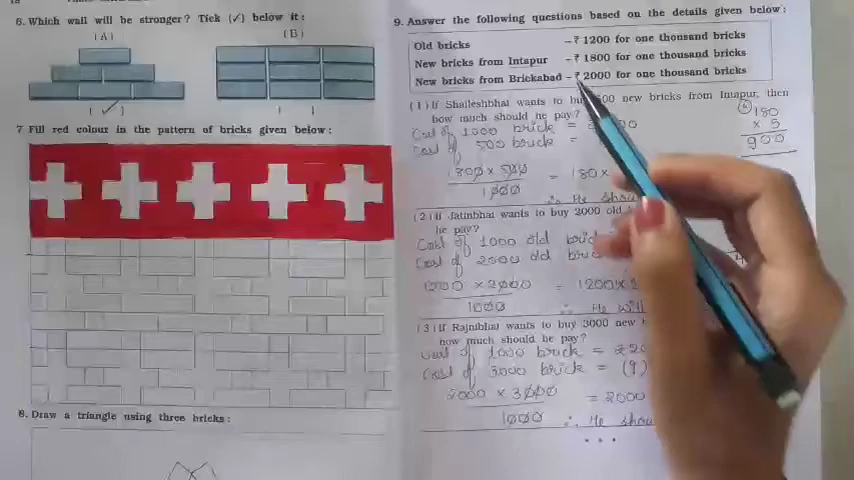 6. Which wall will be stronger? Tick (✓) below it:
(A)
(B)
( ✓ )
( )
7 Fill red colour in the pattern of bricks given below:
8. Draw a triangle using three bricks:
9. Answer the following questions based on the details given below:
Old bricks – ₹ 1200 for one thousand bricks
New bricks from Intapur – ₹ 1800 for one thousand bricks
New bricks from Brickabad – ₹ 2000 for one thousand bricks
(1) If Shaileshbhai wants to 500 new bricks from Intapur, then
how much should he pay?
Cost of 1000 brick =
Cost of 500 brick =
1800 × 500
1000
= 180 ×
∴ He
180
× 5
900
(2) If Jatinbhai wants to buy 2000 old
he pay?
Cost of 1000 old
Cost of 2000 old
1200 × 2000
1000
= 1200 × 2
∴ He will
(3) If Rajnibhai wants to buy 3000 new
how much should he pay?
Cost of 1000 brick = ₹
Cost of 3000 brick = (?)
2000 × 3000
1000
= 2000
∴ He